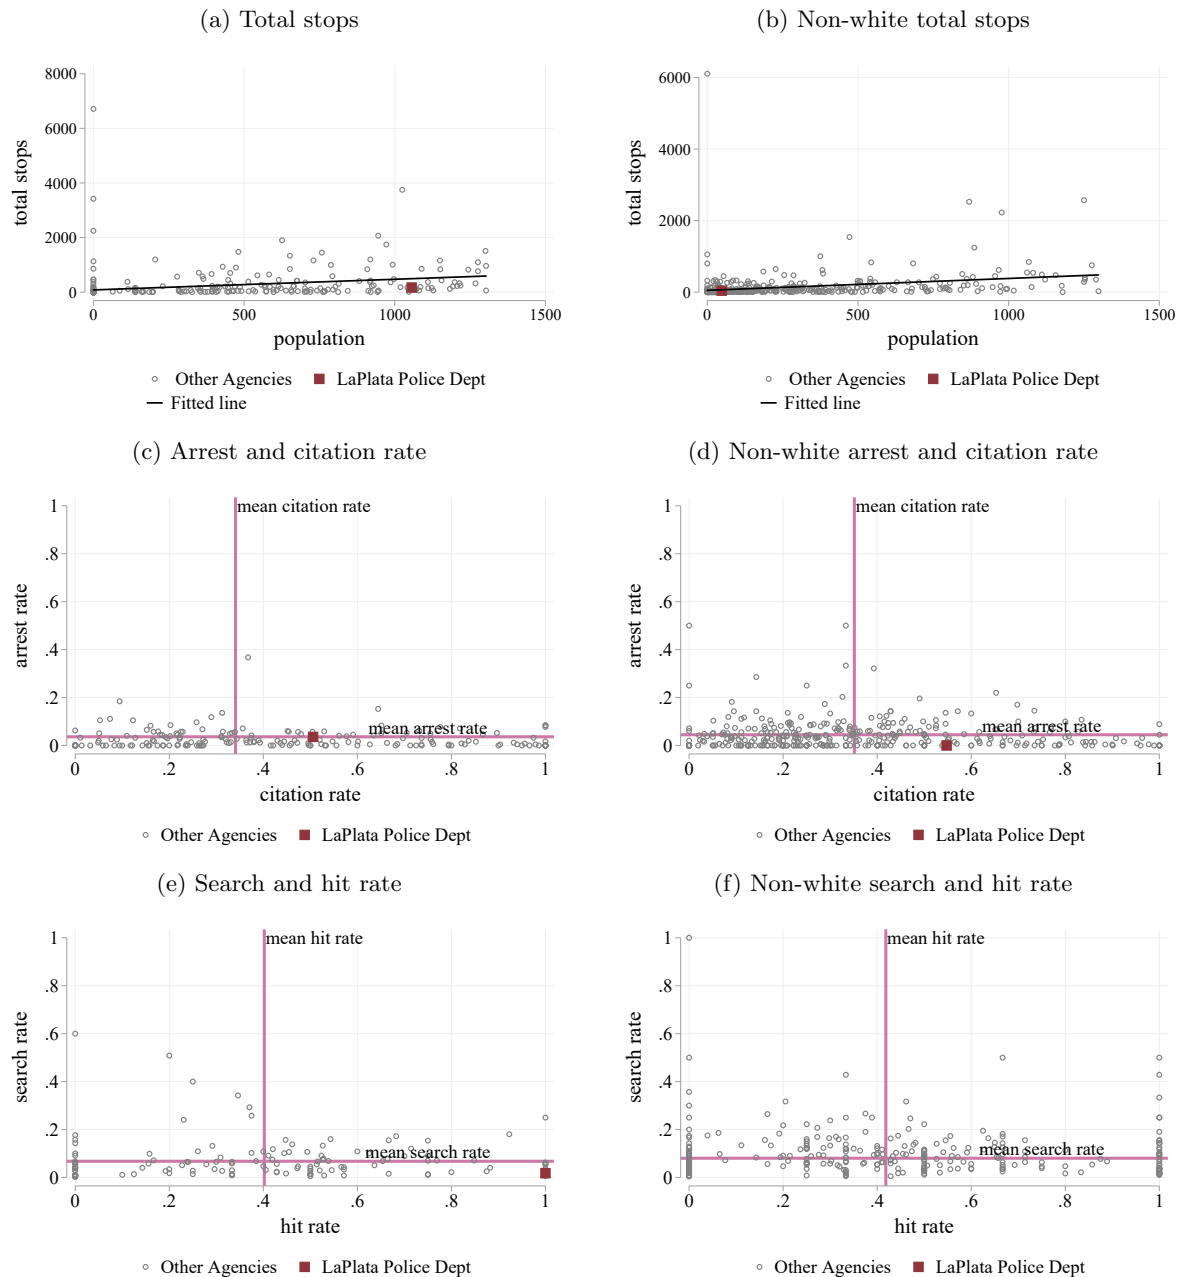 (a) Total stops
(b) Non-white total stops
8000
6000
4000
2000
0
total stops
0
500
1000
1500
population
Other Agencies
LaPlata Police Dept
Fitted line
6000
4000
2000
0
total stops
0
500
1000
1500
population
Other Agencies
LaPlata Police Dept
Fitted line
(c) Arrest and citation rate
(d) Non-white arrest and citation rate
1
.8
.6
.4
.2
0
arrest rate
mean citation rate
mean arrest rate
0
.2
.4
.6
.8
1
citation rate
Other Agencies
LaPlata Police Dept
1
.8
.6
.4
.2
0
arrest rate
mean citation rate
mean arrest rate
0
.2
.4
.6
.8
1
citation rate
Other Agencies
LaPlata Police Dept
(e) Search and hit rate
(f) Non-white search and hit rate
1
.8
.6
.4
.2
0
search rate
mean hit rate
mean search rate
0
.2
.4
.6
.8
1
hit rate
Other Agencies
LaPlata Police Dept
1
.8
.6
.4
.2
0
search rate
mean hit rate
mean search rate
0
.2
.4
.6
.8
1
hit rate
Other Agencies
LaPlata Police Dept